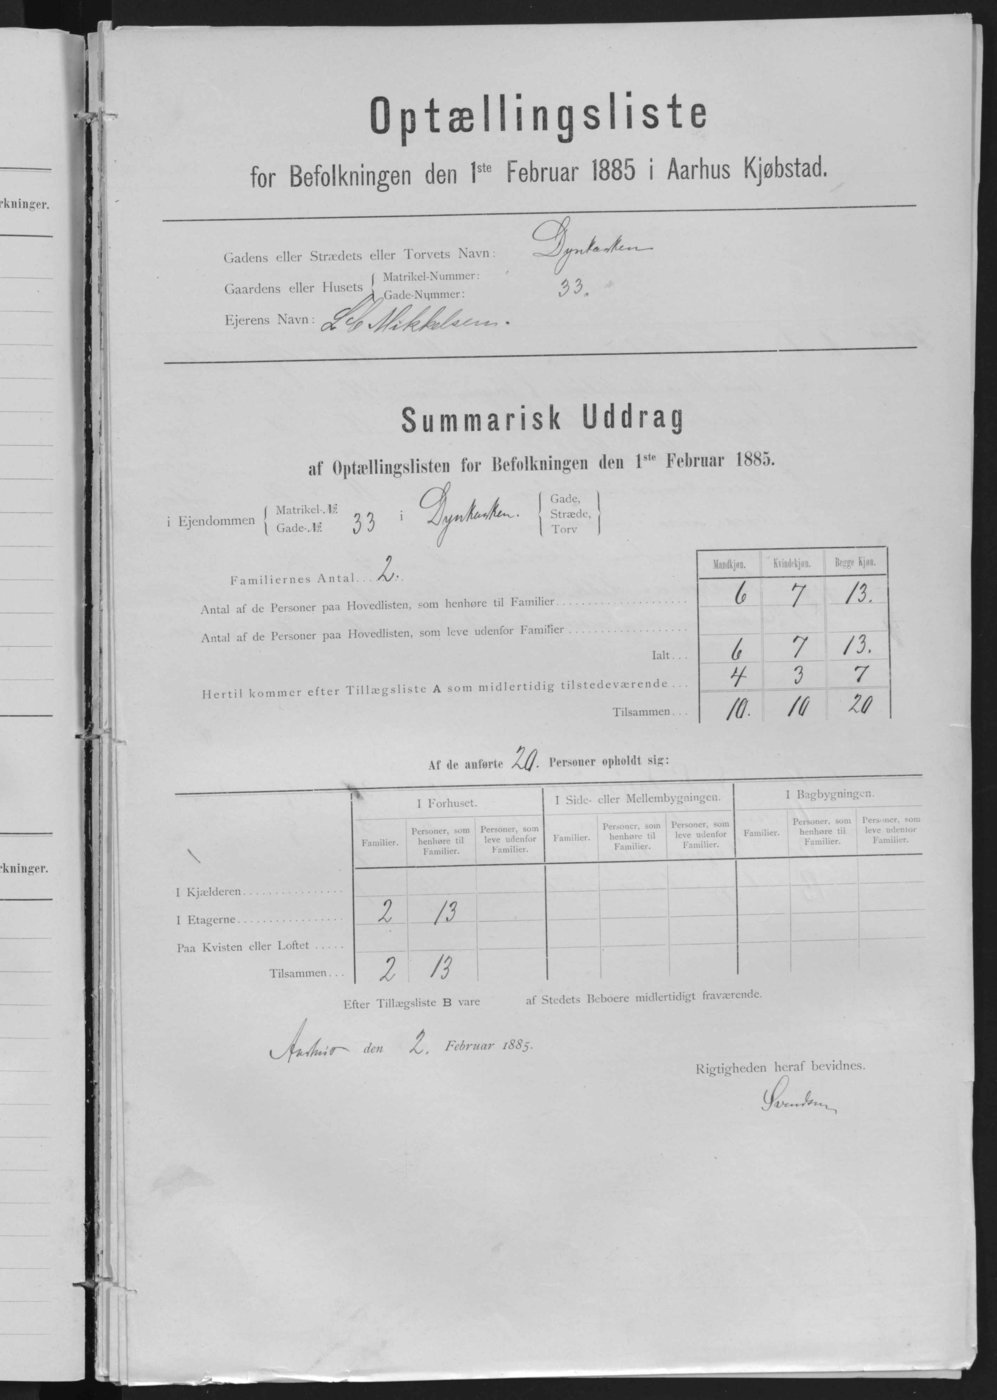 rkninger.
rkninger.
Optællingsliste
for Befolkningen den 1ste Februar 1885 i Aarhus Kjøbstad.
Gadens eller Strædets eller Torvets Navn: Dynkarken
Gaardens eller Husets { Matrikel-Nummer:
Gade-Nummer: 33.
Ejerens Navn: L C Mikkelsen.
Summarisk Uddrag
af Optællingslisten for Befolkningen den 1ste Februar 1885.
i Ejendommen { Matrikel-№ Gade-№ 33 i Dynkarken. { Gade, Stræde, Torv }
Familiernes Antal... 2.
Mandkjøn. Kvindekjøn. Begge Kjøn.
Antal af de Personer paa Hovedlisten, som henhøre til Familier 6 7 13.
Antal af de Personer paa Hovedlisten, som leve udenfor Familier
Ialt... 6 7 13.
Hertil kommer efter Tillægsliste A som midlertidig tilstedeværende... 4 3 7
Tilsammen... 10. 10 20
Af de anførte 20. Personer opholdt sig:
I Forhuset. I Side- eller Mellembygningen. I Bagbygningen.
Familier. Personer, som henhøre til Familier. Personer, som leve udenfor Familier. Familier. Personer, som henhøre til Familier. Personer, som leve udenfor Familier. Familier. Personer, som henhøre til Familier. Personer, som leve udenfor Familier.
I Kjælderen
I Etagerne 2 13
Paa Kvisten eller Loftet
Tilsammen... 2 13
Efter Tillægsliste B vare af Stedets Beboere midlertidigt fraværende.
Aarhus den 2. Februar 1885.
Rigtigheden heraf bevidnes.
Svendsen